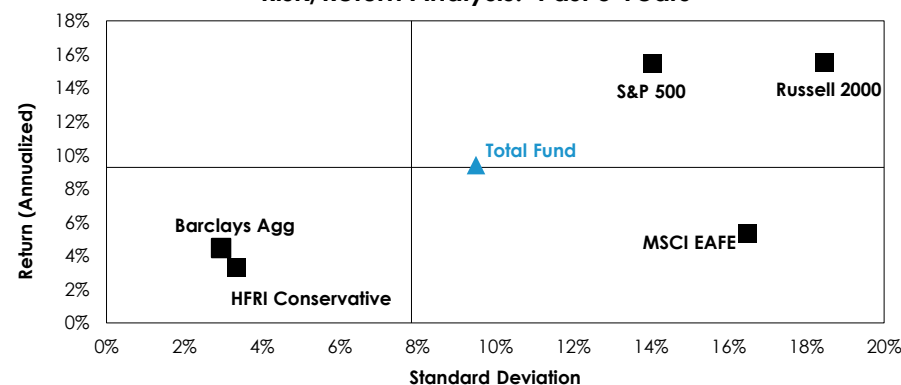 18%
16%
14%
12%
10%
8%
6%
4%
2%
0%
Return (Annualized)
S&P 500
Russell 2000
Total Fund
Barclays Agg
MSCI EAFE
HFRI Conservative
0%
2%
4%
6%
8%
10%
12%
14%
16%
18%
20%
Standard Deviation